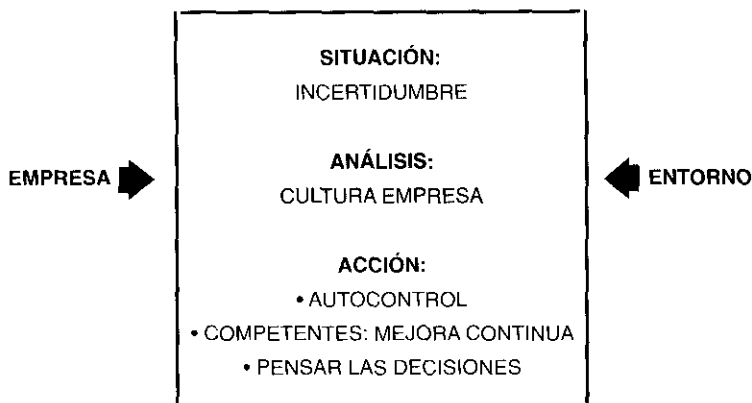 SITUACIÓN:
INCERTIDUMBRE
EMPRESA
ANÁLISIS:
CULTURA EMPRESA
ENTORNO
ACCIÓN:
• AUTOCONTROL
• COMPETENTES: MEJORA CONTINUA
• PENSAR LAS DECISIONES